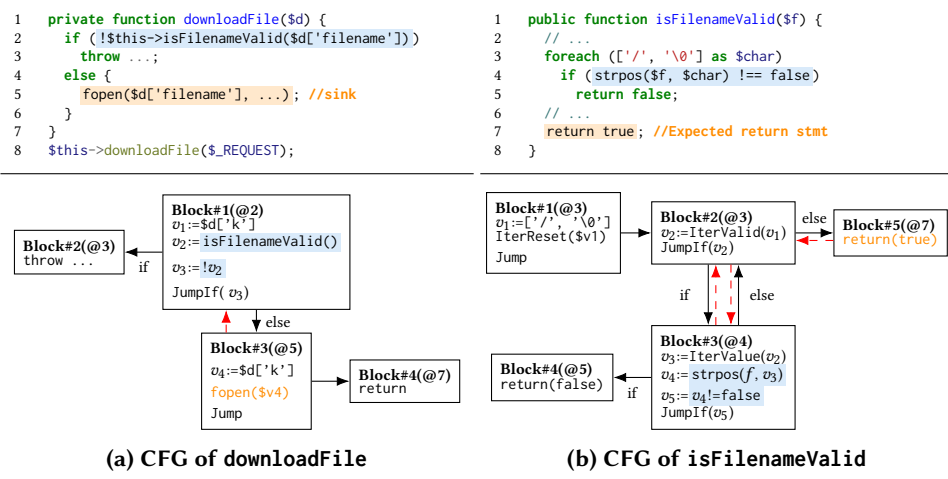 1 private function downloadFile($d) {
2 if (!$this->isFilenameValid($d['filename']))
3 throw ...;
4 else {
5 fopen($d['filename'], ...); //sink
6 }
7 }
8 $this->downloadFile($_REQUEST);
Block#1(@2)
v1:=$d['k']
v2:=isFilenameValid()
v3:=!v2
JumpIf( v3)
Block#2(@3)
throw ...
if
else
Block#3(@5)
v4:=$d['k']
fopen($v4)
Jump
Block#4(@7)
return
(a) CFG of downloadFile
1 public function isFilenameValid($f) {
2 // ...
3 foreach (['/', '\0'] as $char)
4 if (strpos($f, $char) !== false)
5 return false;
6 // ...
7 return true; //Expected return stmt
8 }
Block#1(@3)
v1:=['/', '\0']
IterReset($v1)
Jump
Block#2(@3)
v2:=IterValid(v1)
JumpIf(v2)
else
Block#5(@7)
return(true)
if
else
Block#3(@4)
v3:=IterValue(v2)
v4:=strpos(f, v3)
v5:=v4!=false
JumpIf(v5)
Block#4(@5)
return(false)
if
(b) CFG of isFilenameValid